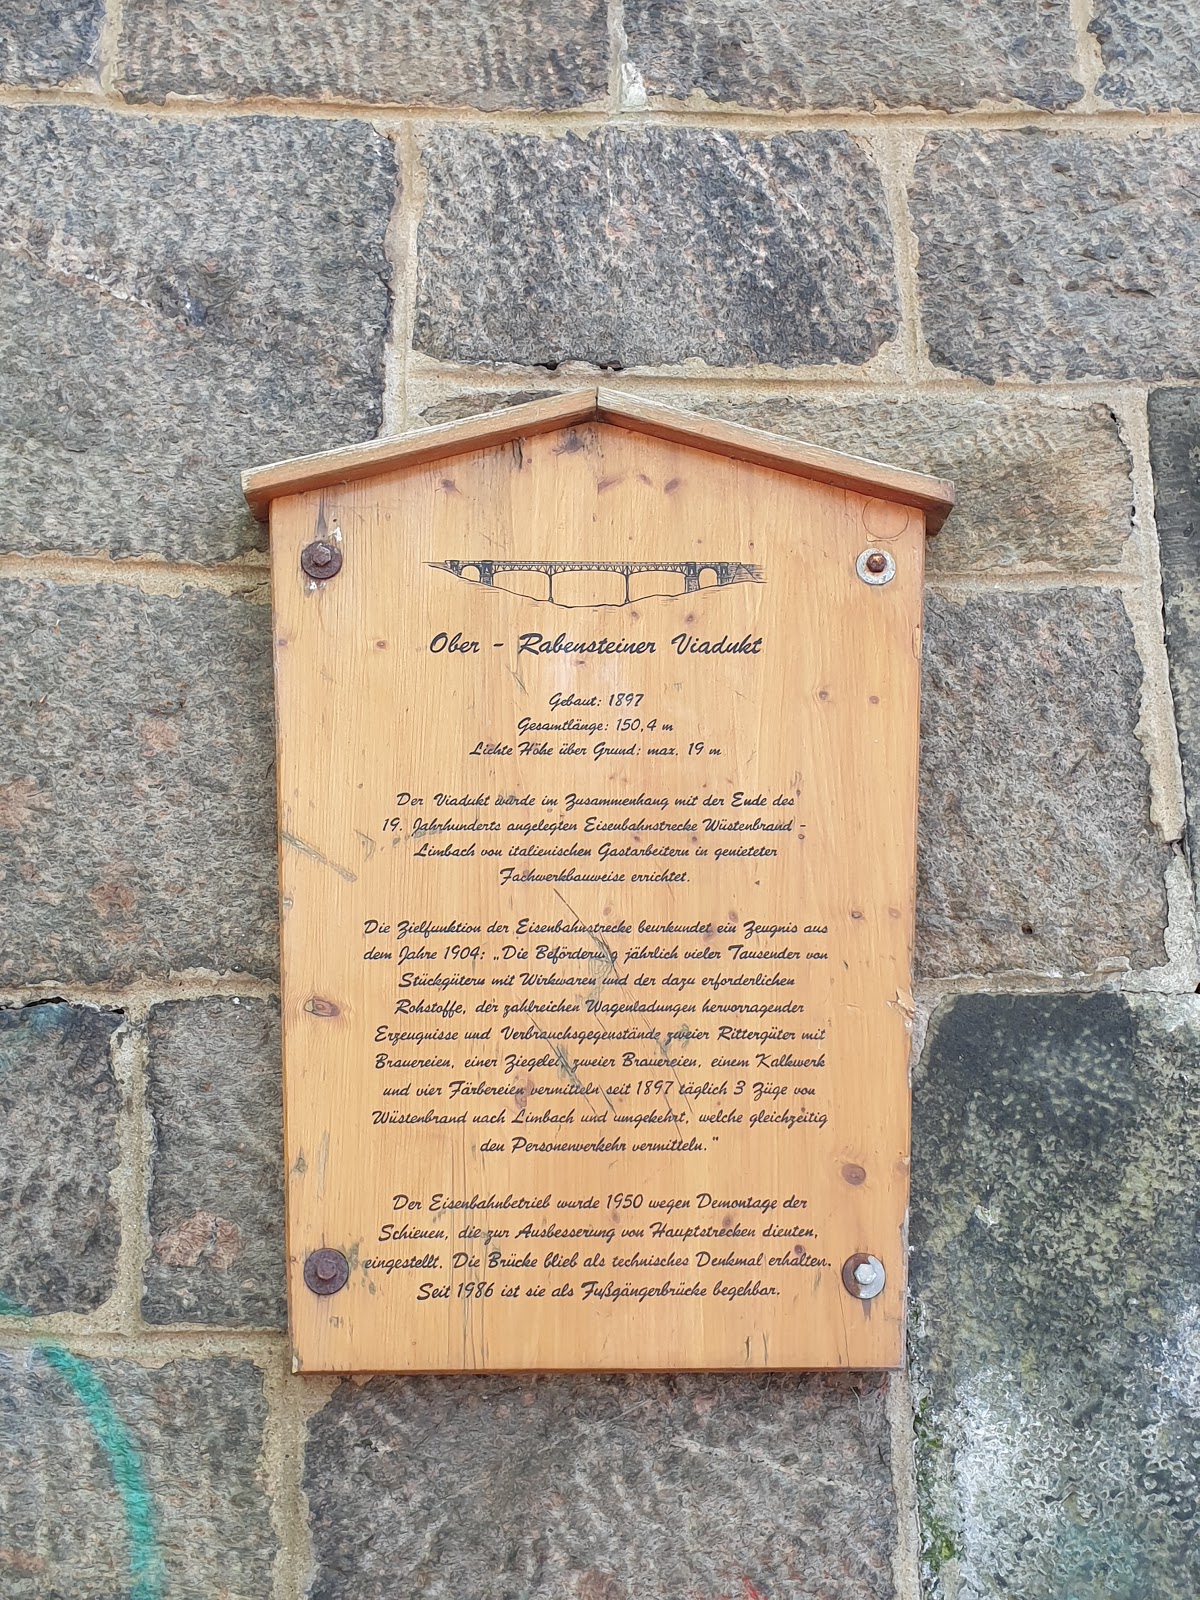 Ober - Rabensteiner Viadukt
Gebaut: 1897
Gesamtlänge: 150,4 m
Lichte Höhe über Grund: max. 19 m
Der Viadukt wurde im Zusammenhang mit der Ende des
19. Jahrhunderts angelegten Eisenbahnstrecke Wüstenbrand -
Limbach von italienischen Gastarbeitern in genieteter
Fachwerkbauweise errichtet.
Die Zielfunktion der Eisenbahnstrecke beurkundet ein Zeugnis aus
dem Jahre 1904: „Die Beförderung jährlich vieler Tausender von
Stückgütern mit Wirkwaren und der dazu erforderlichen
Rohstoffe, der zahlreichen Wagenladungen hervorragender
Erzeugnisse und Verbrauchsgegenstände zweier Rittergüter mit
Brauereien, einer Ziegelei, zweier Brauereien, einem Kalkwerk
und vier Färbereien vermitteln seit 1897 täglich 3 Züge von
Wüstenbrand nach Limbach und umgekehrt, welche gleichzeitig
den Personenverkehr vermitteln."
Der Eisenbahnbetrieb wurde 1950 wegen Demontage der
Schienen, die zur Ausbesserung von Hauptstrecken dienten,
eingestellt. Die Brücke blieb als technisches Denkmal erhalten.
Seit 1986 ist sie als Fußgängerbrücke begehbar.